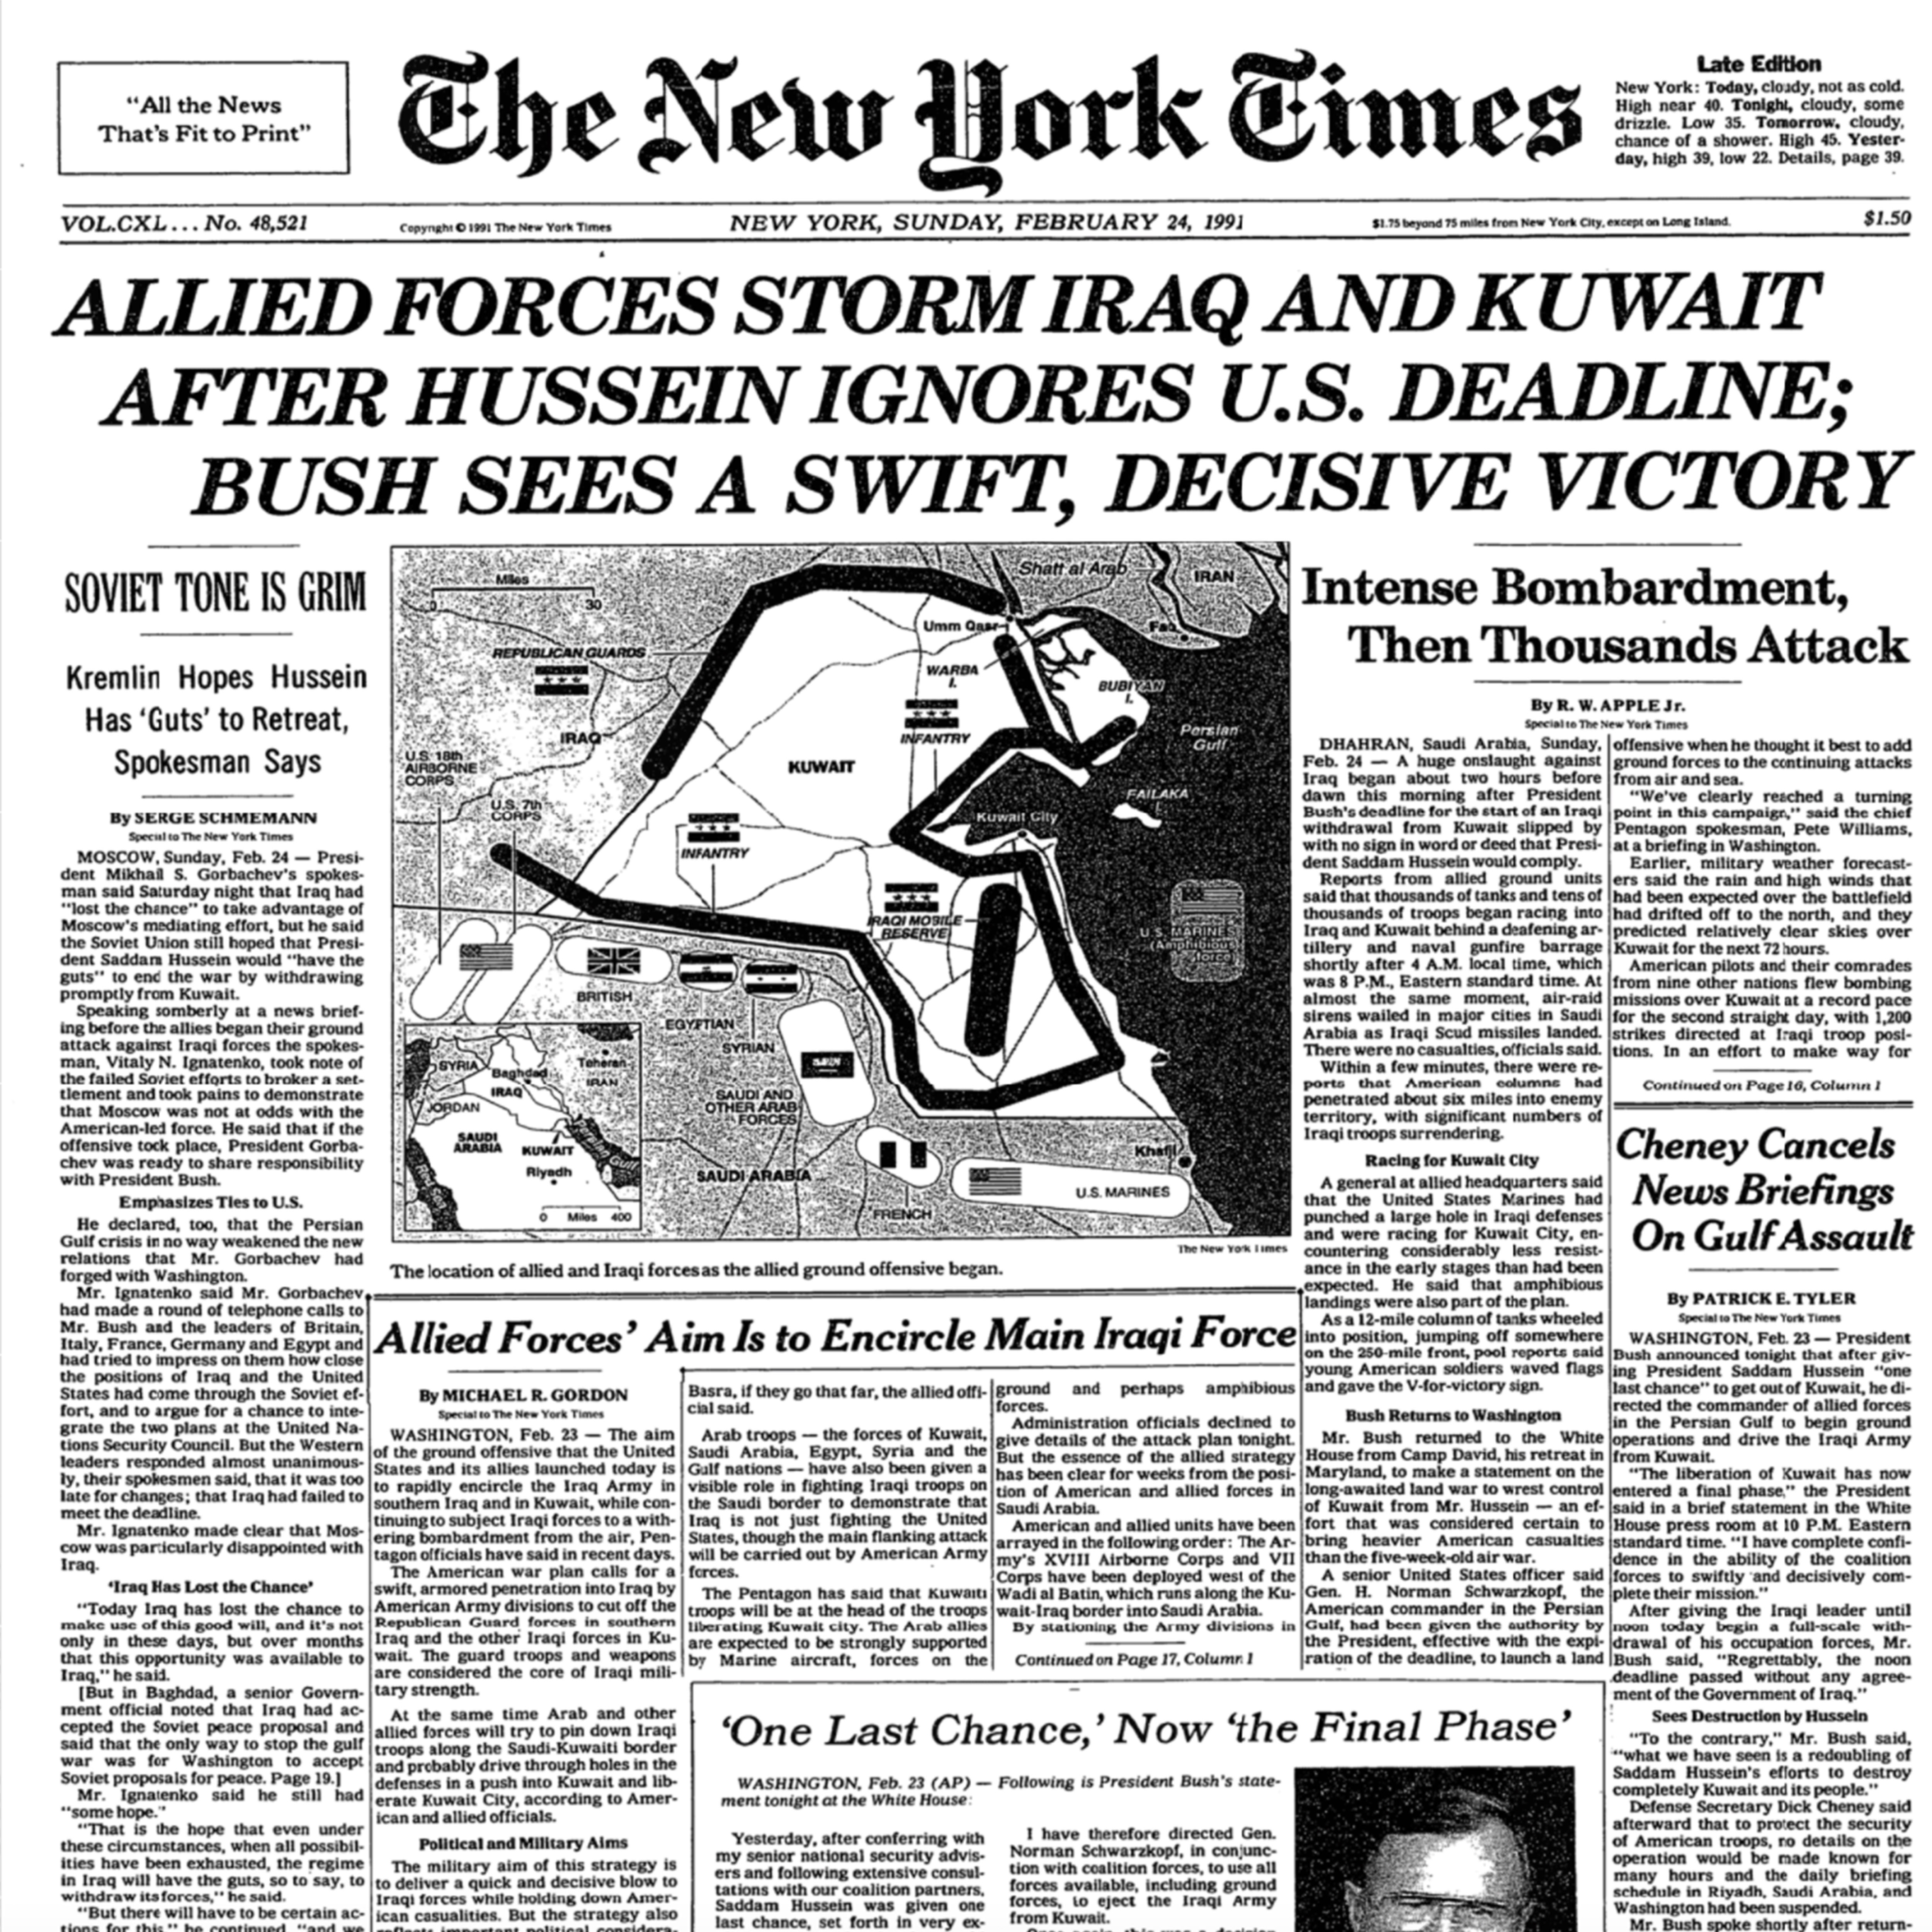 "All the News
That's Fit to Print"
The New York Times
Late Edition
New York: Today, cloudy, not as cold.
High near 40. Tonight, cloudy, some
drizzle. Low 35. Tomorrow, cloudy,
chance of a shower. High 45. Yester-
day, high 39, low 22. Details, page 39.
VOL.CXL . . . No. 48,521
Copyright © 1991 The New York Times
NEW YORK, SUNDAY, FEBRUARY 24, 1991
$1.75 beyond 75 miles from New York City, except on Long Island.
$1.50
ALLIED FORCES STORM IRAQ AND KUWAIT
AFTER HUSSEIN IGNORES U.S. DEADLINE;
BUSH SEES A SWIFT, DECISIVE VICTORY
SOVIET TONE IS GRIM
Kremlin Hopes Hussein
Has 'Guts' to Retreat,
Spokesman Says
By SERGE SCHMEMANN
Special to The New York Times
MOSCOW, Sunday, Feb. 24 — Presi-
dent Mikhail S. Gorbachev's spokes-
man said Saturday night that Iraq had
"lost the chance" to take advantage of
Moscow's mediating effort, but he said
the Soviet Union still hoped that Presi-
dent Saddam Hussein would "have the
guts" to end the war by withdrawing
promptly from Kuwait.
Speaking somberly at a news brief-
ing before the allies began their ground
attack against Iraqi forces the spokes-
man, Vitaly N. Ignatenko, took note of
the failed Soviet efforts to broker a set-
tlement and took pains to demonstrate
that Moscow was not at odds with the
American-led force. He said that if the
offensive took place, President Gorba-
chev was ready to share responsibility
with President Bush.
Emphasizes Ties to U.S.
He declared, too, that the Persian
Gulf crisis in no way weakened the new
relations that Mr. Gorbachev had
forged with Washington.
Mr. Ignatenko said Mr. Gorbachev
had made a round of telephone calls to
Mr. Bush and the leaders of Britain,
Italy, France, Germany and Egypt and
had tried to impress on them how close
the positions of Iraq and the United
States had come through the Soviet ef-
fort, and to argue for a chance to inte-
grate the two plans at the United Na-
tions Security Council. But the Western
leaders responded almost unanimous-
ly, their spokesmen said, that it was too
late for changes; that Iraq had failed to
meet the deadline.
Mr. Ignatenko made clear that Mos-
cow was particularly disappointed with
Iraq.
'Iraq Has Lost the Chance'
"Today Iraq has lost the chance to
make use of this good will, and it's not
only in these days, but over months
that this opportunity was available to
Iraq," he said.
[But in Baghdad, a senior Govern-
ment official noted that Iraq had ac-
cepted the Soviet peace proposal and
said that the only way to stop the gulf
war was for Washington to accept
Soviet proposals for peace. Page 19.]
Mr. Ignatenko said he still had
"some hope."
"That is the hope that even under
these circumstances, when all possibil-
ities have been exhausted, the regime
in Iraq will have the guts, so to say, to
withdraw its forces," he said.
"But there will have to be certain ac-
tions for this," he continued, "and we
Miles
0 30
Shatt al Arab
IRAN
Umm Qasr
Fao
REPUBLICAN GUARDS
WARBA
I.
BUBIYAN
I.
Persian
Gulf
INFANTRY
IRAQ
U.S. 18th
AIRBORNE
CORPS
KUWAIT
U.S. 7th
CORPS
FAILAKA
I.
Kuwait City
INFANTRY
IRAQI MOBILE
RESERVE
U.S. MARINES
(Amphibious
force)
BRITISH
EGYPTIAN
SYRIAN
SAUDI AND
OTHER ARAB
FORCES
SAUDI ARABIA
FRENCH
Khafji
U.S. MARINES
SYRIA
Baghdad
Teheran
IRAN
IRAQ
JORDAN
SAUDI
ARABIA
KUWAIT
Riyadh
Persian Gulf
Red Sea
0 Miles 400
The New York Times
The location of allied and Iraqi forces as the allied ground offensive began.
Allied Forces' Aim Is to Encircle Main Iraqi Force
By MICHAEL R. GORDON
Special to The New York Times
WASHINGTON, Feb. 23 — The aim
of the ground offensive that the United
States and its allies launched today is
to rapidly encircle the Iraq Army in
southern Iraq and in Kuwait, while con-
tinuing to subject Iraqi forces to a with-
ering bombardment from the air, Pen-
tagon officials have said in recent days.
The American war plan calls for a
swift, armored penetration into Iraq by
American Army divisions to cut off the
Republican Guard forces in southern
Iraq and the other Iraqi forces in Ku-
wait. The guard troops and weapons
are considered the core of Iraqi mili-
tary strength.
At the same time Arab and other
allied forces will try to pin down Iraqi
troops along the Saudi-Kuwaiti border
and probably drive through holes in the
defenses in a push into Kuwait and lib-
erate Kuwait City, according to Amer-
ican and allied officials.
Political and Military Aims
The military aim of this strategy is
to deliver a quick and decisive blow to
Iraqi forces while holding down Amer-
ican casualities. But the strategy also
reflects important political considera-
Basra, if they go that far, the allied offi-
cial said.
Arab troops — the forces of Kuwait,
Saudi Arabia, Egypt, Syria and the
Gulf nations — have also been given a
visible role in fighting Iraqi troops on
the Saudi border to demonstrate that
Iraq is not just fighting the United
States, though the main flanking attack
will be carried out by American Army
forces.
The Pentagon has said that Kuwaiti
troops will be at the head of the troops
liberating Kuwait city. The Arab allies
are expected to be strongly supported
by Marine aircraft, forces on the
ground and perhaps amphibious
forces.
Administration officials declined to
give details of the attack plan tonight.
But the essence of the allied strategy
has been clear for weeks from the posi-
tion of American and allied forces in
Saudi Arabia.
American and allied units have been
arrayed in the following order: The Ar-
my's XVIII Airborne Corps and VII
Corps have been deployed west of the
Wadi al Batin, which runs along the Ku-
wait-Iraq border into Saudi Arabia.
By stationing the Army divisions in
Continued on Page 17, Column 1
'One Last Chance,' Now 'the Final Phase'
WASHINGTON, Feb. 23 (AP) — Following is President Bush's state-
ment tonight at the White House:
Yesterday, after conferring with
my senior national security advis-
ers and following extensive consul-
tations with our coalition partners,
Saddam Hussein was given one
last chance, set forth in very ex-
I have therefore directed Gen.
Norman Schwarzkopf, in conjunc-
tion with coalition forces, to use all
forces available, including ground
forces, to eject the Iraqi Army
from Kuwait.
Intense Bombardment,
Then Thousands Attack
By R. W. APPLE Jr.
Special to The New York Times
DHAHRAN, Saudi Arabia, Sunday,
Feb. 24 — A huge onslaught against
Iraq began about two hours before
dawn this morning after President
Bush's deadline for the start of an Iraqi
withdrawal from Kuwait slipped by
with no sign in word or deed that Presi-
dent Saddam Hussein would comply.
Reports from allied ground units
said that thousands of tanks and tens of
thousands of troops began racing into
Iraq and Kuwait behind a deafening ar-
tillery and naval gunfire barrage
shortly after 4 A.M. local time, which
was 8 P.M., Eastern standard time. At
almost the same moment, air-raid
sirens wailed in major cities in Saudi
Arabia as Iraqi Scud missiles landed.
There were no casualties, officials said.
Within a few minutes, there were re-
ports that American columns had
penetrated about six miles into enemy
territory, with significant numbers of
Iraqi troops surrendering.
Racing for Kuwait City
A general at allied headquarters said
that the United States Marines had
punched a large hole in Iraqi defenses
and were racing for Kuwait City, en-
countering considerably less resist-
ance in the early stages than had been
expected. He said that amphibious
landings were also part of the plan.
As a 12-mile column of tanks wheeled
into position, jumping off somewhere
on the 250-mile front, pool reports said
young American soldiers waved flags
and gave the V-for-victory sign.
Bush Returns to Washington
Mr. Bush returned to the White
House from Camp David, his retreat in
Maryland, to make a statement on the
long-awaited land war to wrest control
of Kuwait from Mr. Hussein — an ef-
fort that was considered certain to
bring heavier American casualties
than the five-week-old air war.
A senior United States officer said
Gen. H. Norman Schwarzkopf, the
American commander in the Persian
Gulf, had been given the authority by
the President, effective with the expi-
ration of the deadline, to launch a land
offensive when he thought it best to add
ground forces to the continuing attacks
from air and sea.
"We've clearly reached a turning
point in this campaign," said the chief
Pentagon spokesman, Pete Williams,
at a briefing in Washington.
Earlier, military weather forecast-
ers said the rain and high winds that
had been expected over the battlefield
had drifted off to the north, and they
predicted relatively clear skies over
Kuwait for the next 72 hours.
American pilots and their comrades
from nine other nations flew bombing
missions over Kuwait at a record pace
for the second straight day, with 1,200
strikes directed at Iraqi troop posi-
tions. In an effort to make way for
Continued on Page 16, Column 1
Cheney Cancels
News Briefings
On Gulf Assault
By PATRICK E. TYLER
Special to The New York Times
WASHINGTON, Feb. 23 — President
Bush announced tonight that after giv-
ing President Saddam Hussein "one
last chance" to get out of Kuwait, he di-
rected the commander of allied forces
in the Persian Gulf to begin ground
operations and drive the Iraqi Army
from Kuwait.
"The liberation of Kuwait has now
entered a final phase," the President
said in a brief statement in the White
House press room at 10 P.M. Eastern
standard time. "I have complete confi-
dence in the ability of the coalition
forces to swiftly and decisively com-
plete their mission."
After giving the Iraqi leader until
noon today begin a full-scale with-
drawal of his occupation forces, Mr.
Bush said, "Regrettably, the noon
deadline passed without any agree-
ment of the Government of Iraq."
Sees Destruction by Hussein
"To the contrary," Mr. Bush said,
"what we have seen is a redoubling of
Saddam Hussein's efforts to destroy
completely Kuwait and its people."
Defense Secretary Dick Cheney said
afterward that to protect the security
of American troops, no details on the
operation would be made known for
many hours and the daily briefing
schedule in Riyadh, Saudi Arabia, and
Washington had been suspended.
Mr. Bush spoke shortly after return-